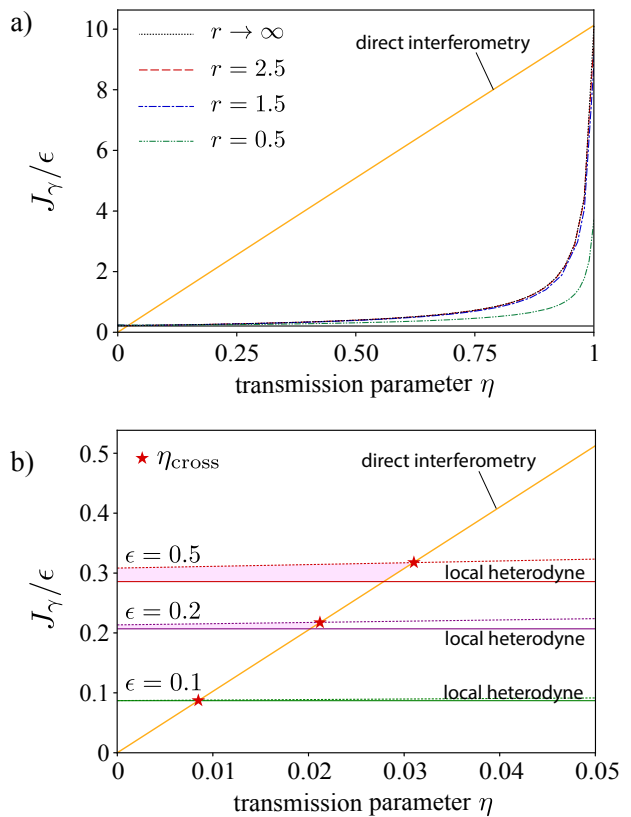 a)
10
8
6
4
2
0
J_γ/ϵ
r → ∞
r = 2.5
r = 1.5
r = 0.5
direct interferometry
0
0.25
0.50
0.75
1
transmission parameter η
b)
★ η_cross
direct interferometry
0.5
0.4
0.3
0.2
0.1
0
J_γ/ϵ
ϵ = 0.5
local heterodyne
ϵ = 0.2
local heterodyne
ϵ = 0.1
local heterodyne
0
0.01
0.02
0.03
0.04
0.05
transmission parameter η